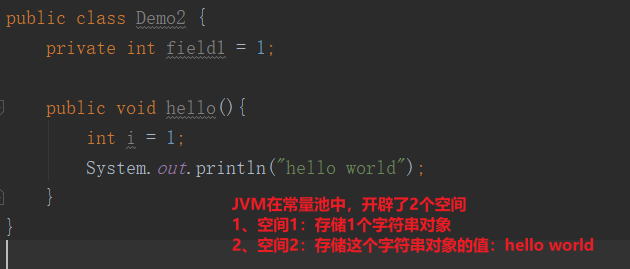 public class Demo2 {
private int field1 = 1;
public void hello(){
int i = 1;
System.out.println("hello world");
}
JVM在常量池中，开辟了2个空间
1、空间1：存储1个字符串对象
}
2、空间2：存储这个字符串对象的值：hello world